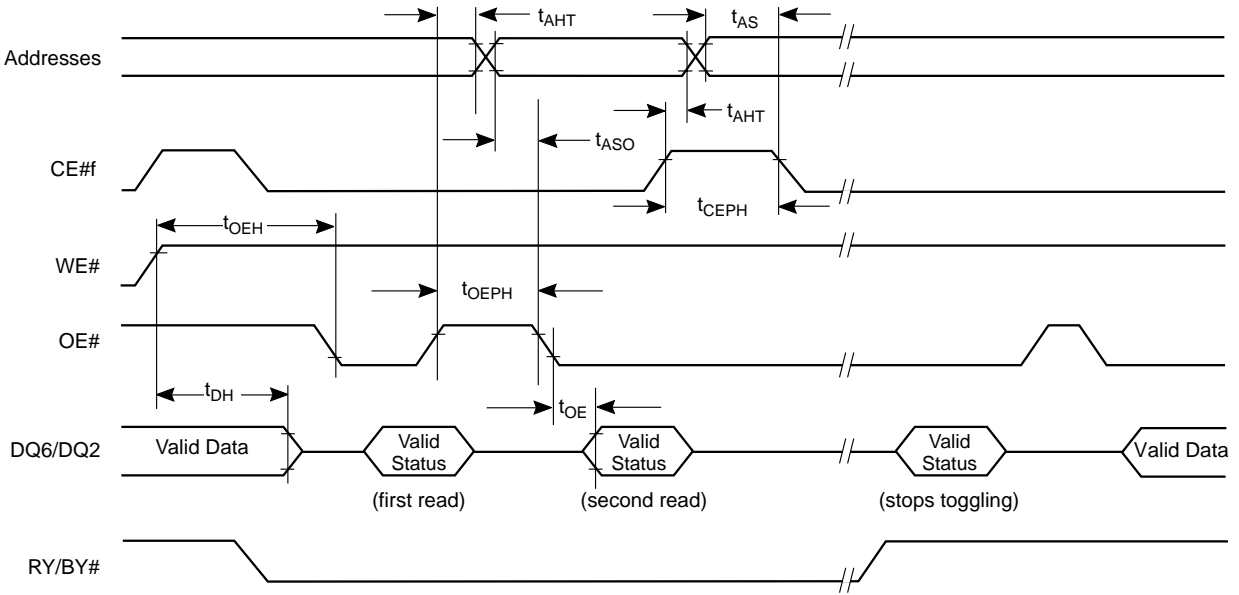 tAHT
tAS
Addresses
tAHT
tASO
CE#f
tCEPH
tOEH
WE#
tOEPH
OE#
tDH
tOE
DQ6/DQ2
Valid Data
Valid
Status
Valid
Status
Valid
Status
Valid Data
(first read)
(second read)
(stops toggling)
RY/BY#